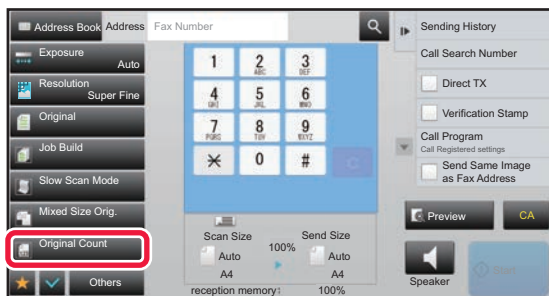 Address Book
Address
Fax Number
Exposure
Auto
Resolution
Super Fine
Original
Job Build
Slow Scan Mode
Mixed Size Orig.
Original Count
Others
1
2
ABC
3
DEF
4
GHI
5
JKL
6
MNO
7
PQRS
8
TUV
9
WXYZ
0
#
C
Scan Size
Send Size
100%
Auto
Auto
A4
A4
reception memory:
100%
Sending History
Call Search Number
Direct TX
Verification Stamp
Call Program
Call Registered settings
Send Same Image
as Fax Address
Preview
CA
Speaker
Start